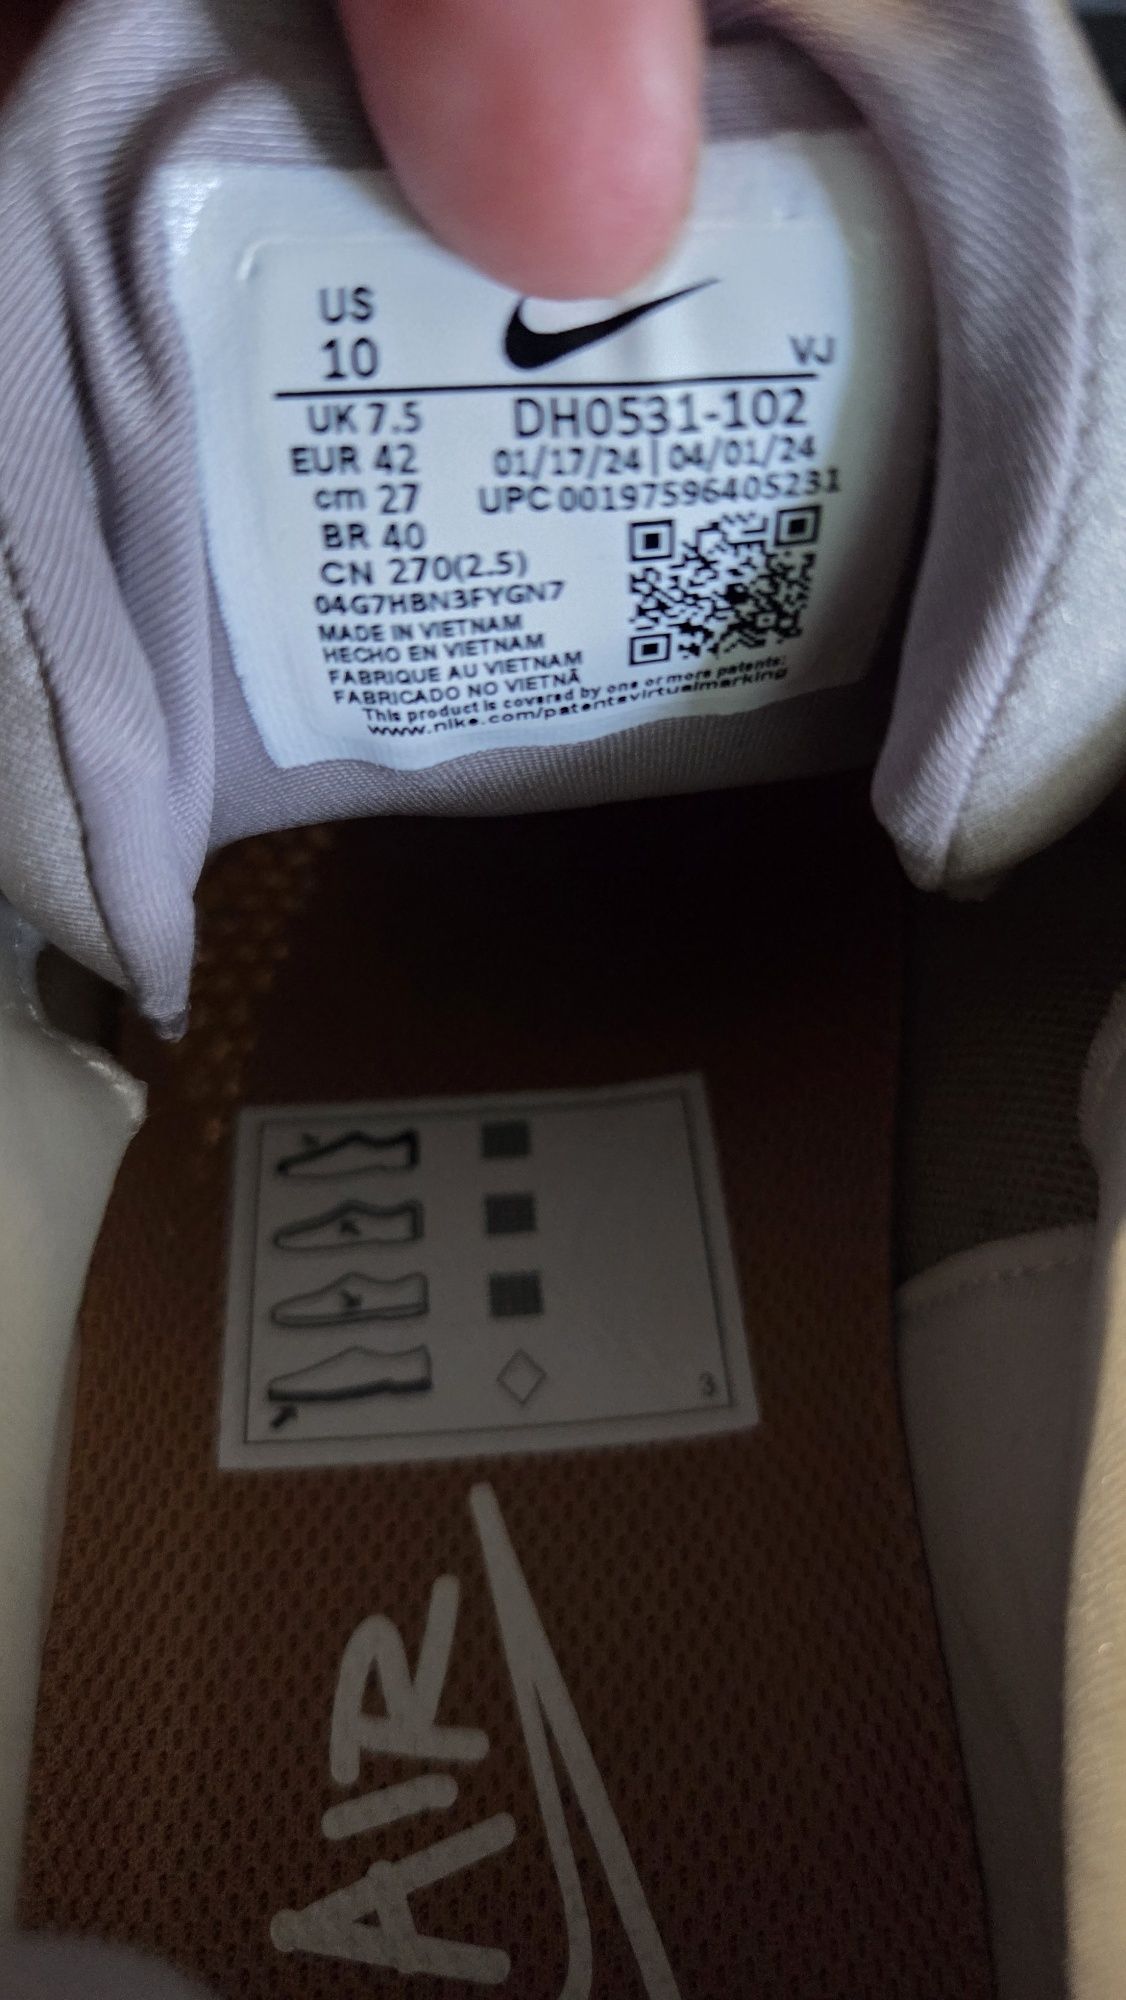 US
10
VJ
UK 7.5
DH0531-102
EUR 42
01/17/24 | 04/01/24
cm 27
UPC 00197596405231
BR 40
CN 270(2.5)
04G7HBN3FYGN7
MADE IN VIETNAM
HECHO EN VIETNAM
FABRIQUE AU VIETNAM
FABRICADO NO VIETNÃ
This product is covered by one or more patents:
www.nike.com/patentsvirtualmarking
3
AIR